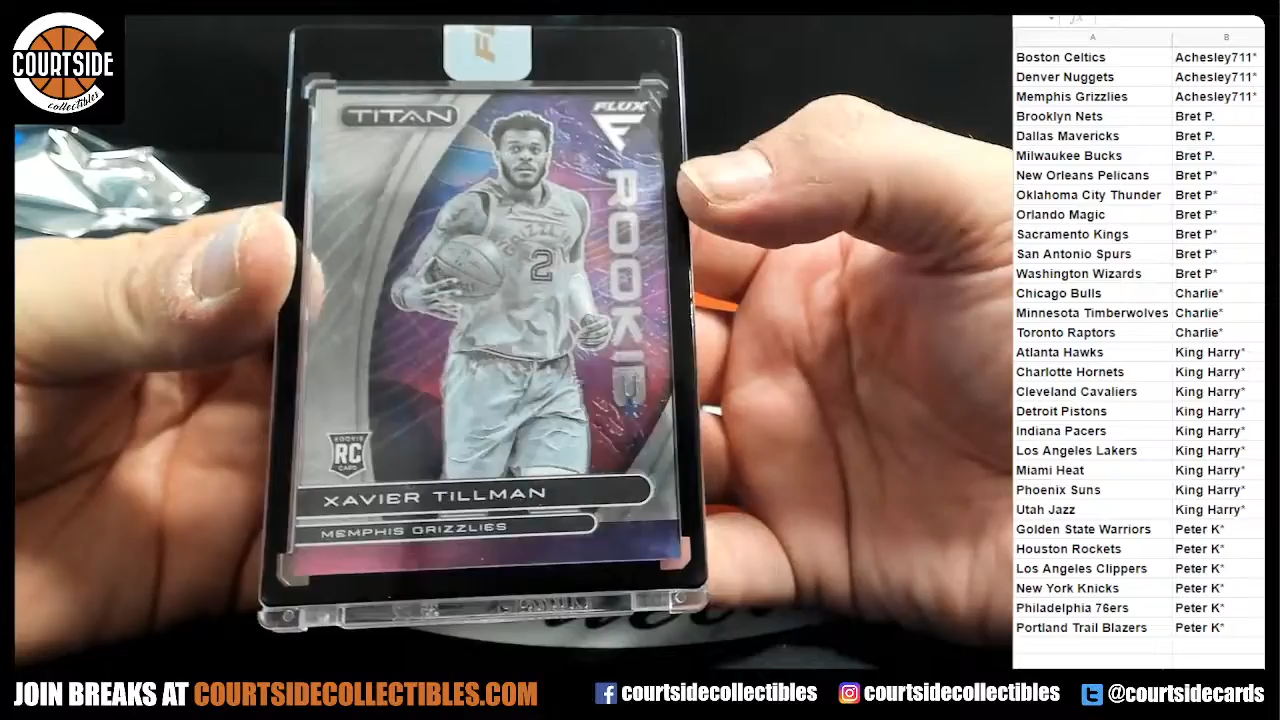 COURTSIDE
collectibles
TITAN
FLUX
ROOKIE
2
ROOKIE
RC
CARD
XAVIER TILLMAN
MEMPHIS GRIZZLIES
A B
Boston Celtics Achesley711*
Denver Nuggets Achesley711*
Memphis Grizzlies Achesley711*
Brooklyn Nets Bret P.
Dallas Mavericks Bret P.
Milwaukee Bucks Bret P.
New Orleans Pelicans Bret P*
Oklahoma City Thunder Bret P*
Orlando Magic Bret P*
Sacramento Kings Bret P*
San Antonio Spurs Bret P*
Washington Wizards Bret P*
Chicago Bulls Charlie*
Minnesota Timberwolves Charlie*
Toronto Raptors Charlie*
Atlanta Hawks King Harry*
Charlotte Hornets King Harry*
Cleveland Cavaliers King Harry*
Detroit Pistons King Harry*
Indiana Pacers King Harry*
Los Angeles Lakers King Harry*
Miami Heat King Harry*
Phoenix Suns King Harry*
Utah Jazz King Harry*
Golden State Warriors Peter K*
Houston Rockets Peter K*
Los Angeles Clippers Peter K*
New York Knicks Peter K*
Philadelphia 76ers Peter K*
Portland Trail Blazers Peter K*
JOIN BREAKS AT COURTSIDECOLLECTIBLES.COM
courtsidecollectibles
courtsidecollectibles
@courtsidecards